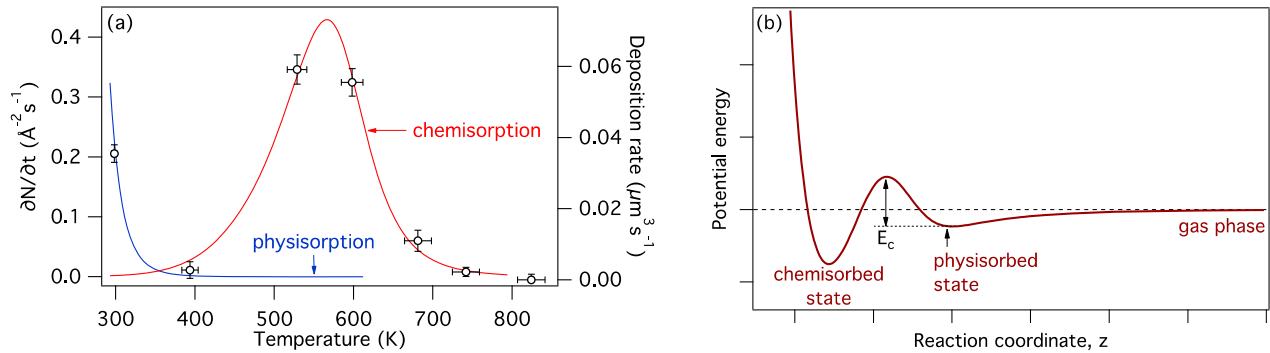 (a)
0.4
0.3
0.2
0.1
0.0
∂N/∂t (Å⁻² s⁻¹)
0.06
0.04
0.02
0.00
Deposition rate (μm³ s⁻¹)
chemisorption
physisorption
300
400
500
600
700
800
Temperature (K)
(b)
Potential energy
E꜀
gas phase
chemisorbed
state
physisorbed
state
Reaction coordinate, z